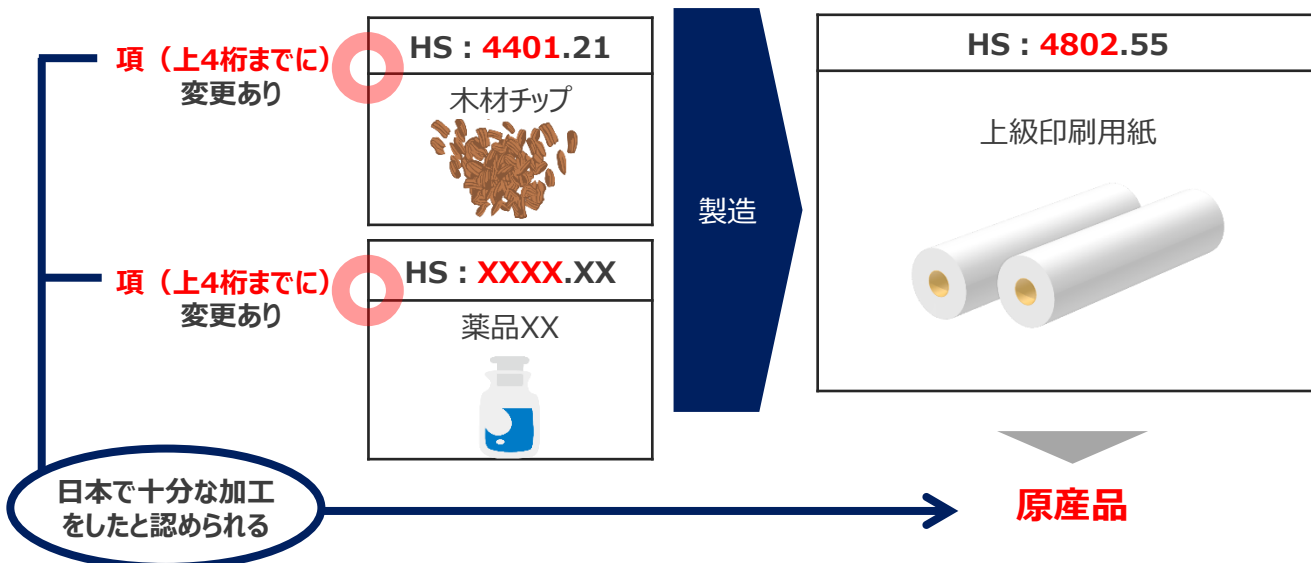 項（上4桁までに）
変更あり
HS：4401.21
木材チップ
項（上4桁までに）
変更あり
HS：XXXX.XX
薬品XX
製造
HS：4802.55
上級印刷用紙
日本で十分な加工
をしたと認められる
原産品